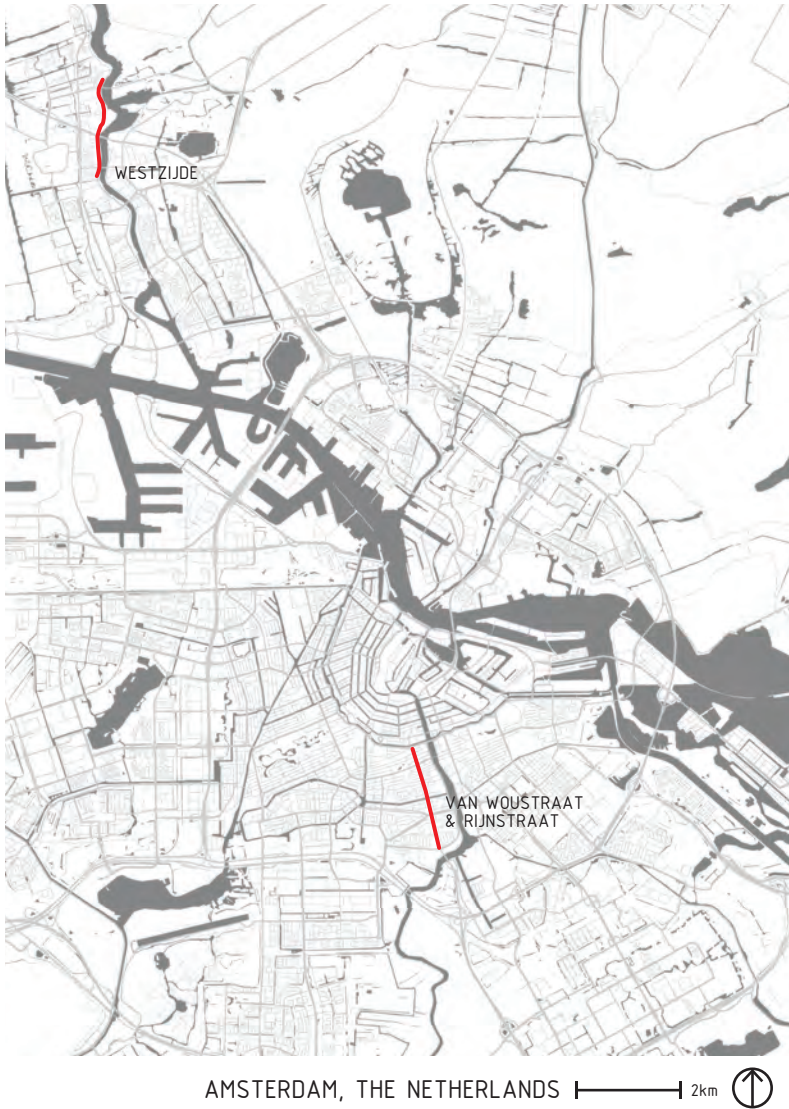 WESTZIJDE
VAN WOUSTRAAT
& RIJNSTRAAT
AMSTERDAM, THE NETHERLANDS 2km